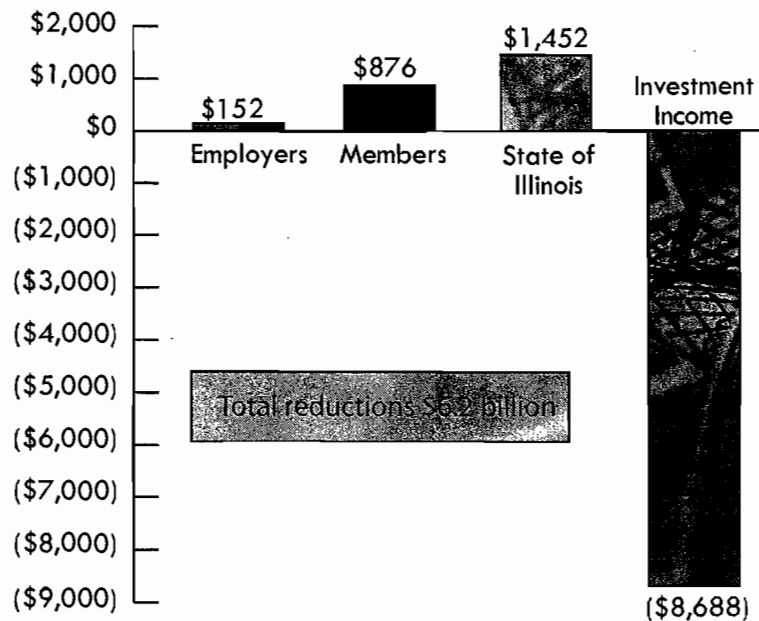 $2,000
$1,000
$0
($1,000)
($2,000)
($3,000)
($4,000)
($5,000)
($6,000)
($7,000)
($8,000)
($9,000)
$152
Employers
$876
Members
$1,452
State of
Illinois
Investment
Income
($8,688)
Total reductions $6.2 billion